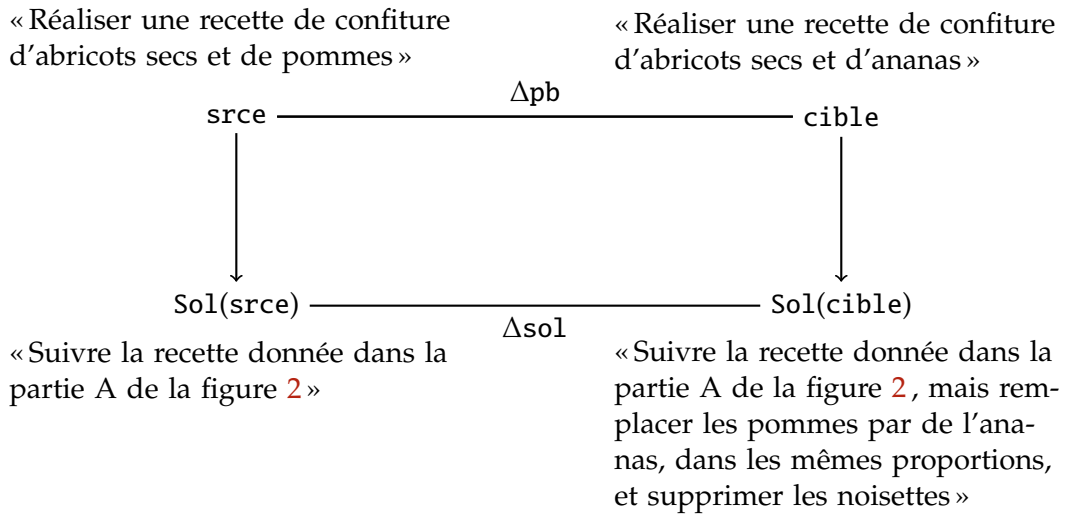 « Réaliser une recette de confiture
d'abricots secs et de pommes »
« Réaliser une recette de confiture
d'abricots secs et d'ananas »
Δpb
srce
cible
Sol(srce)
Sol(cible)
Δsol
« Suivre la recette donnée dans la
partie A de la figure 2 »
« Suivre la recette donnée dans la
partie A de la figure 2 , mais rem-
placer les pommes par de l'ana-
nas, dans les mêmes proportions,
et supprimer les noisettes »